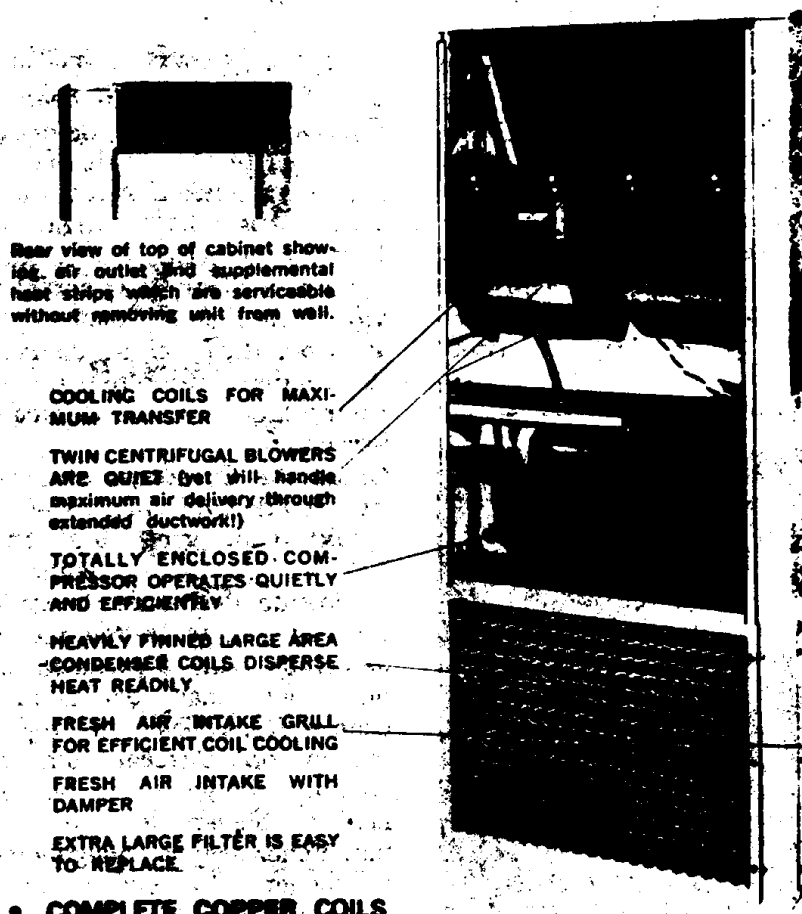 Rear view of top of cabinet show-
ing air outlet and supplemental
heat strips which are serviceable
without removing unit from wall.
COOLING COILS FOR MAXI-
MUM TRANSFER
TWIN CENTRIFUGAL BLOWERS
ARE QUIET (yet will handle
maximum air delivery through
extended ductwork!)
TOTALLY ENCLOSED COM-
PRESSOR OPERATES QUIETLY
AND EFFICIENTLY
HEAVILY FINNED LARGE AREA
CONDENSER COILS DISPERSE
HEAT READILY
FRESH AIR INTAKE GRILL
FOR EFFICIENT COIL COOLING
FRESH AIR INTAKE WITH
DAMPER
EXTRA LARGE FILTER IS EASY
TO REPLACE
• COMPLETE COPPER COILS